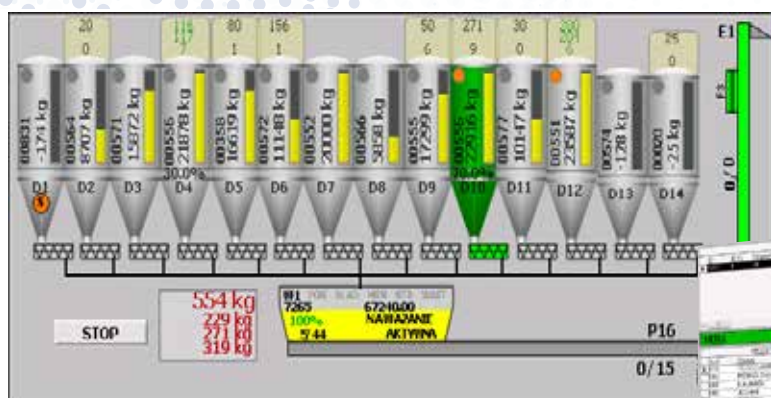 20
0
80
1
156
1
50
6
271
9
30
0
25
0
E1
F3
0/0
00831
-174 kg
00564
8707 kg
00571
15872 kg
00556
21878 kg
30.0%
00358
16619 kg
00572
11148 kg
00552
20000 kg
00566
5858 kg
00555
17299 kg
00556
22916 kg
70.0%
00577
10147 kg
00551
23587 kg
00574
-128 kg
00020
-25 kg
D1 D2 D3 D4 D5 D6 D7 D8 D9 D10 D11 D12 D13 D14
554 kg
229 kg
271 kg
319 kg
STOP
7265 67240.00
100% NAWAŻANIE
5'44 AKTYWNA
P16
0/15